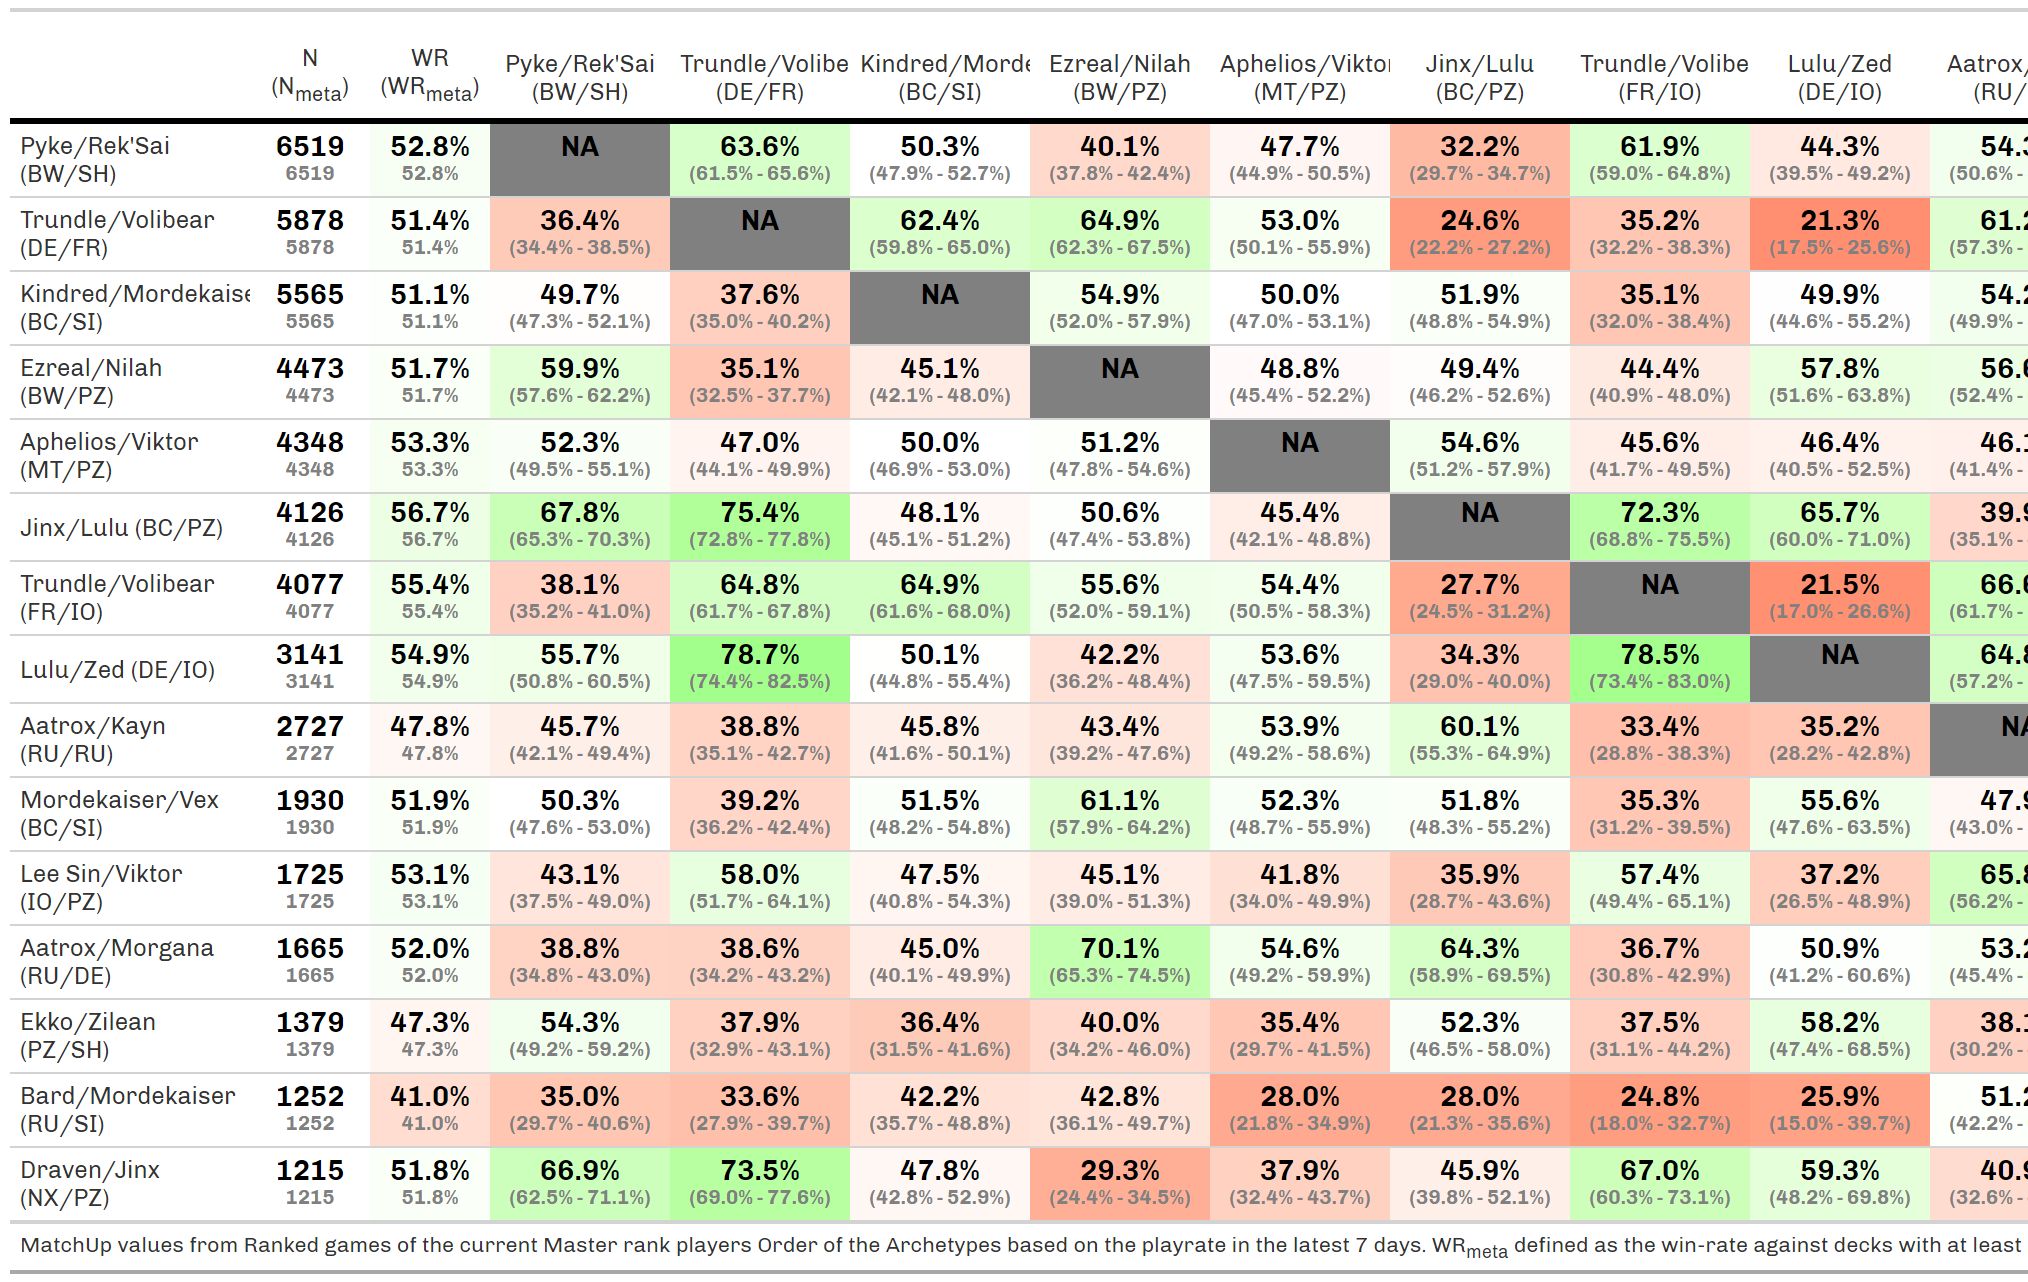 N WR Pyke/Rek'Sai Trundle/Volibe Kindred/Morde Ezreal/Nilah Aphelios/Viktor Jinx/Lulu Trundle/Volibe Lulu/Zed Aatrox/
(Nmeta) (WRmeta) (BW/SH) (DE/FR) (BC/SI) (BW/PZ) (MT/PZ) (BC/PZ) (FR/IO) (DE/IO) (RU/
Pyke/Rek'Sai 6519 52.8% NA 63.6% 50.3% 40.1% 47.7% 32.2% 61.9% 44.3% 54.3
(BW/SH) 6519 52.8% (61.5% - 65.6%) (47.9% - 52.7%) (37.8% - 42.4%) (44.9% - 50.5%) (29.7% - 34.7%) (59.0% - 64.8%) (39.5% - 49.2%) (50.6% -
Trundle/Volibear 5878 51.4% 36.4% NA 62.4% 64.9% 53.0% 24.6% 35.2% 21.3% 61.2
(DE/FR) 5878 51.4% (34.4% - 38.5%) (59.8% - 65.0%) (62.3% - 67.5%) (50.1% - 55.9%) (22.2% - 27.2%) (32.2% - 38.3%) (17.5% - 25.6%) (57.3% -
Kindred/Mordekaise 5565 51.1% 49.7% 37.6% NA 54.9% 50.0% 51.9% 35.1% 49.9% 54.2
(BC/SI) 5565 51.1% (47.3% - 52.1%) (35.0% - 40.2%) (52.0% - 57.9%) (47.0% - 53.1%) (48.8% - 54.9%) (32.0% - 38.4%) (44.6% - 55.2%) (49.9% -
Ezreal/Nilah 4473 51.7% 59.9% 35.1% 45.1% NA 48.8% 49.4% 44.4% 57.8% 56.6
(BW/PZ) 4473 51.7% (57.6% - 62.2%) (32.5% - 37.7%) (42.1% - 48.0%) (45.4% - 52.2%) (46.2% - 52.6%) (40.9% - 48.0%) (51.6% - 63.8%) (52.4% -
Aphelios/Viktor 4348 53.3% 52.3% 47.0% 50.0% 51.2% NA 54.6% 45.6% 46.4% 46.1
(MT/PZ) 4348 53.3% (49.5% - 55.1%) (44.1% - 49.9%) (46.9% - 53.0%) (47.8% - 54.6%) (51.2% - 57.9%) (41.7% - 49.5%) (40.5% - 52.5%) (41.4% -
Jinx/Lulu (BC/PZ) 4126 56.7% 67.8% 75.4% 48.1% 50.6% 45.4% NA 72.3% 65.7% 39.9
4126 56.7% (65.3% - 70.3%) (72.8% - 77.8%) (45.1% - 51.2%) (47.4% - 53.8%) (42.1% - 48.8%) (68.8% - 75.5%) (60.0% - 71.0%) (35.1% -
Trundle/Volibear 4077 55.4% 38.1% 64.8% 64.9% 55.6% 54.4% 27.7% NA 21.5% 66.6
(FR/IO) 4077 55.4% (35.2% - 41.0%) (61.7% - 67.8%) (61.6% - 68.0%) (52.0% - 59.1%) (50.5% - 58.3%) (24.5% - 31.2%) (17.0% - 26.6%) (61.7% -
Lulu/Zed (DE/IO) 3141 54.9% 55.7% 78.7% 50.1% 42.2% 53.6% 34.3% 78.5% NA 64.8
3141 54.9% (50.8% - 60.5%) (74.4% - 82.5%) (44.8% - 55.4%) (36.2% - 48.4%) (47.5% - 59.5%) (29.0% - 40.0%) (73.4% - 83.0%) (57.2% -
Aatrox/Kayn 2727 47.8% 45.7% 38.8% 45.8% 43.4% 53.9% 60.1% 33.4% 35.2% NA
(RU/RU) 2727 47.8% (42.1% - 49.4%) (35.1% - 42.7%) (41.6% - 50.1%) (39.2% - 47.6%) (49.2% - 58.6%) (55.3% - 64.9%) (28.8% - 38.3%) (28.2% - 42.8%)
Mordekaiser/Vex 1930 51.9% 50.3% 39.2% 51.5% 61.1% 52.3% 51.8% 35.3% 55.6% 47.9
(BC/SI) 1930 51.9% (47.6% - 53.0%) (36.2% - 42.4%) (48.2% - 54.8%) (57.9% - 64.2%) (48.7% - 55.9%) (48.3% - 55.2%) (31.2% - 39.5%) (47.6% - 63.5%) (43.0% -
Lee Sin/Viktor 1725 53.1% 43.1% 58.0% 47.5% 45.1% 41.8% 35.9% 57.4% 37.2% 65.8
(IO/PZ) 1725 53.1% (37.5% - 49.0%) (51.7% - 64.1%) (40.8% - 54.3%) (39.0% - 51.3%) (34.0% - 49.9%) (28.7% - 43.6%) (49.4% - 65.1%) (26.5% - 48.9%) (56.2% -
Aatrox/Morgana 1665 52.0% 38.8% 38.6% 45.0% 70.1% 54.6% 64.3% 36.7% 50.9% 53.2
(RU/DE) 1665 52.0% (34.8% - 43.0%) (34.2% - 43.2%) (40.1% - 49.9%) (65.3% - 74.5%) (49.2% - 59.9%) (58.9% - 69.5%) (30.8% - 42.9%) (41.2% - 60.6%) (45.4% -
Ekko/Zilean 1379 47.3% 54.3% 37.9% 36.4% 40.0% 35.4% 52.3% 37.5% 58.2% 38.1
(PZ/SH) 1379 47.3% (49.2% - 59.2%) (32.9% - 43.1%) (31.5% - 41.6%) (34.2% - 46.0%) (29.7% - 41.5%) (46.5% - 58.0%) (31.1% - 44.2%) (47.4% - 68.5%) (30.2% -
Bard/Mordekaiser 1252 41.0% 35.0% 33.6% 42.2% 42.8% 28.0% 28.0% 24.8% 25.9% 51.2
(RU/SI) 1252 41.0% (29.7% - 40.6%) (27.9% - 39.7%) (35.7% - 48.8%) (36.1% - 49.7%) (21.8% - 34.9%) (21.3% - 35.6%) (18.0% - 32.7%) (15.0% - 39.7%) (42.2% -
Draven/Jinx 1215 51.8% 66.9% 73.5% 47.8% 29.3% 37.9% 45.9% 67.0% 59.3% 40.9
(NX/PZ) 1215 51.8% (62.5% - 71.1%) (69.0% - 77.6%) (42.8% - 52.9%) (24.4% - 34.5%) (32.4% - 43.7%) (39.8% - 52.1%) (60.3% - 73.1%) (48.2% - 69.8%) (32.6% -
MatchUp values from Ranked games of the current Master rank players Order of the Archetypes based on the playrate in the latest 7 days. WRmeta defined as the win-rate against decks with at least